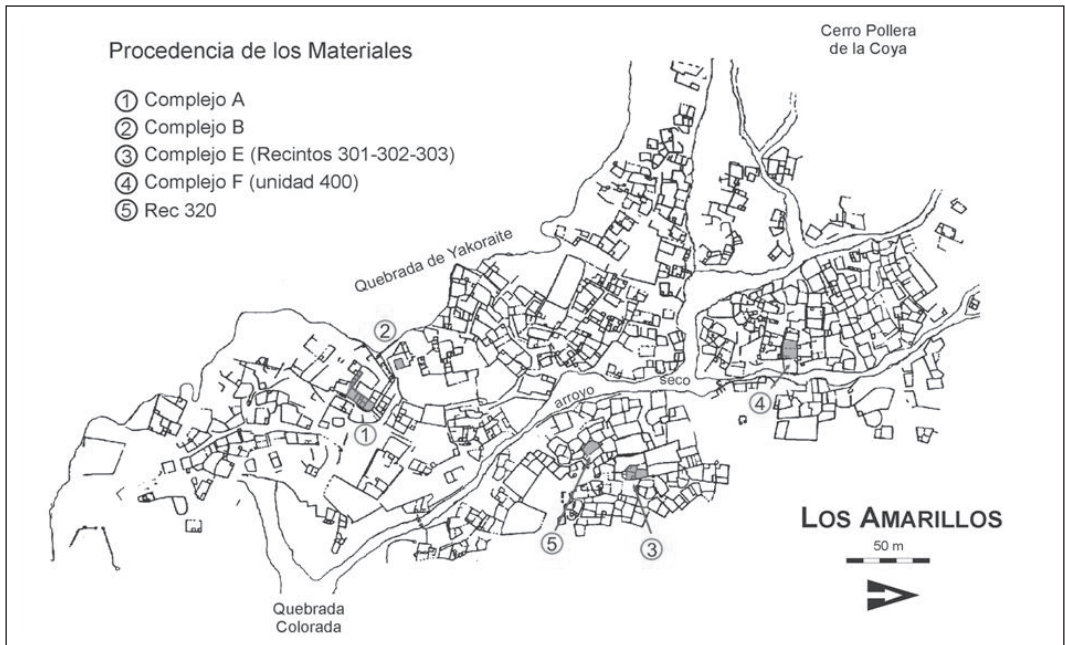 Procedencia de los Materiales
① Complejo A
② Complejo B
③ Complejo E (Recintos 301-302-303)
④ Complejo F (unidad 400)
⑤ Rec 320
Cerro Pollera
de la Coya
Quebrada de Yakoraite
②
①
arroyo seco
④
⑤
③
LOS AMARILLOS
50 m
Quebrada
Colorada